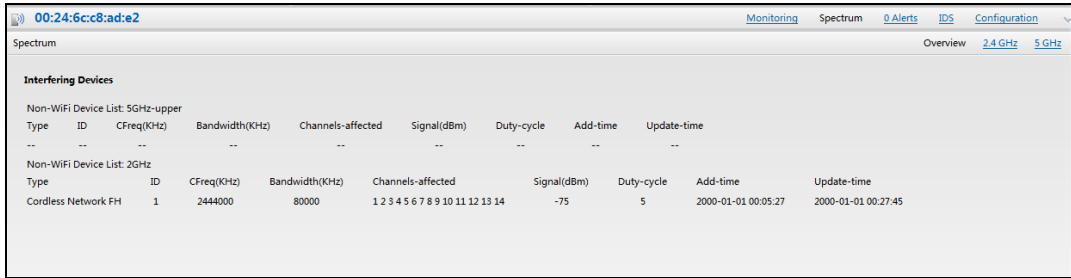 00:24:6c:c8:ad:e2 Monitoring Spectrum 0 Alerts IDS Configuration
Spectrum Overview 2.4 GHz 5 GHz
Interfering Devices
Non-WiFi Device List: 5GHz-upper
Type ID CFreq(KHz) Bandwidth(KHz) Channels-affected Signal(dBm) Duty-cycle Add-time Update-time
-- -- -- -- -- -- -- -- --
Non-WiFi Device List: 2GHz
Type ID CFreq(KHz) Bandwidth(KHz) Channels-affected Signal(dBm) Duty-cycle Add-time Update-time
Cordless Network FH 1 2444000 80000 1 2 3 4 5 6 7 8 9 10 11 12 13 14 -75 5 2000-01-01 00:05:27 2000-01-01 00:27:45